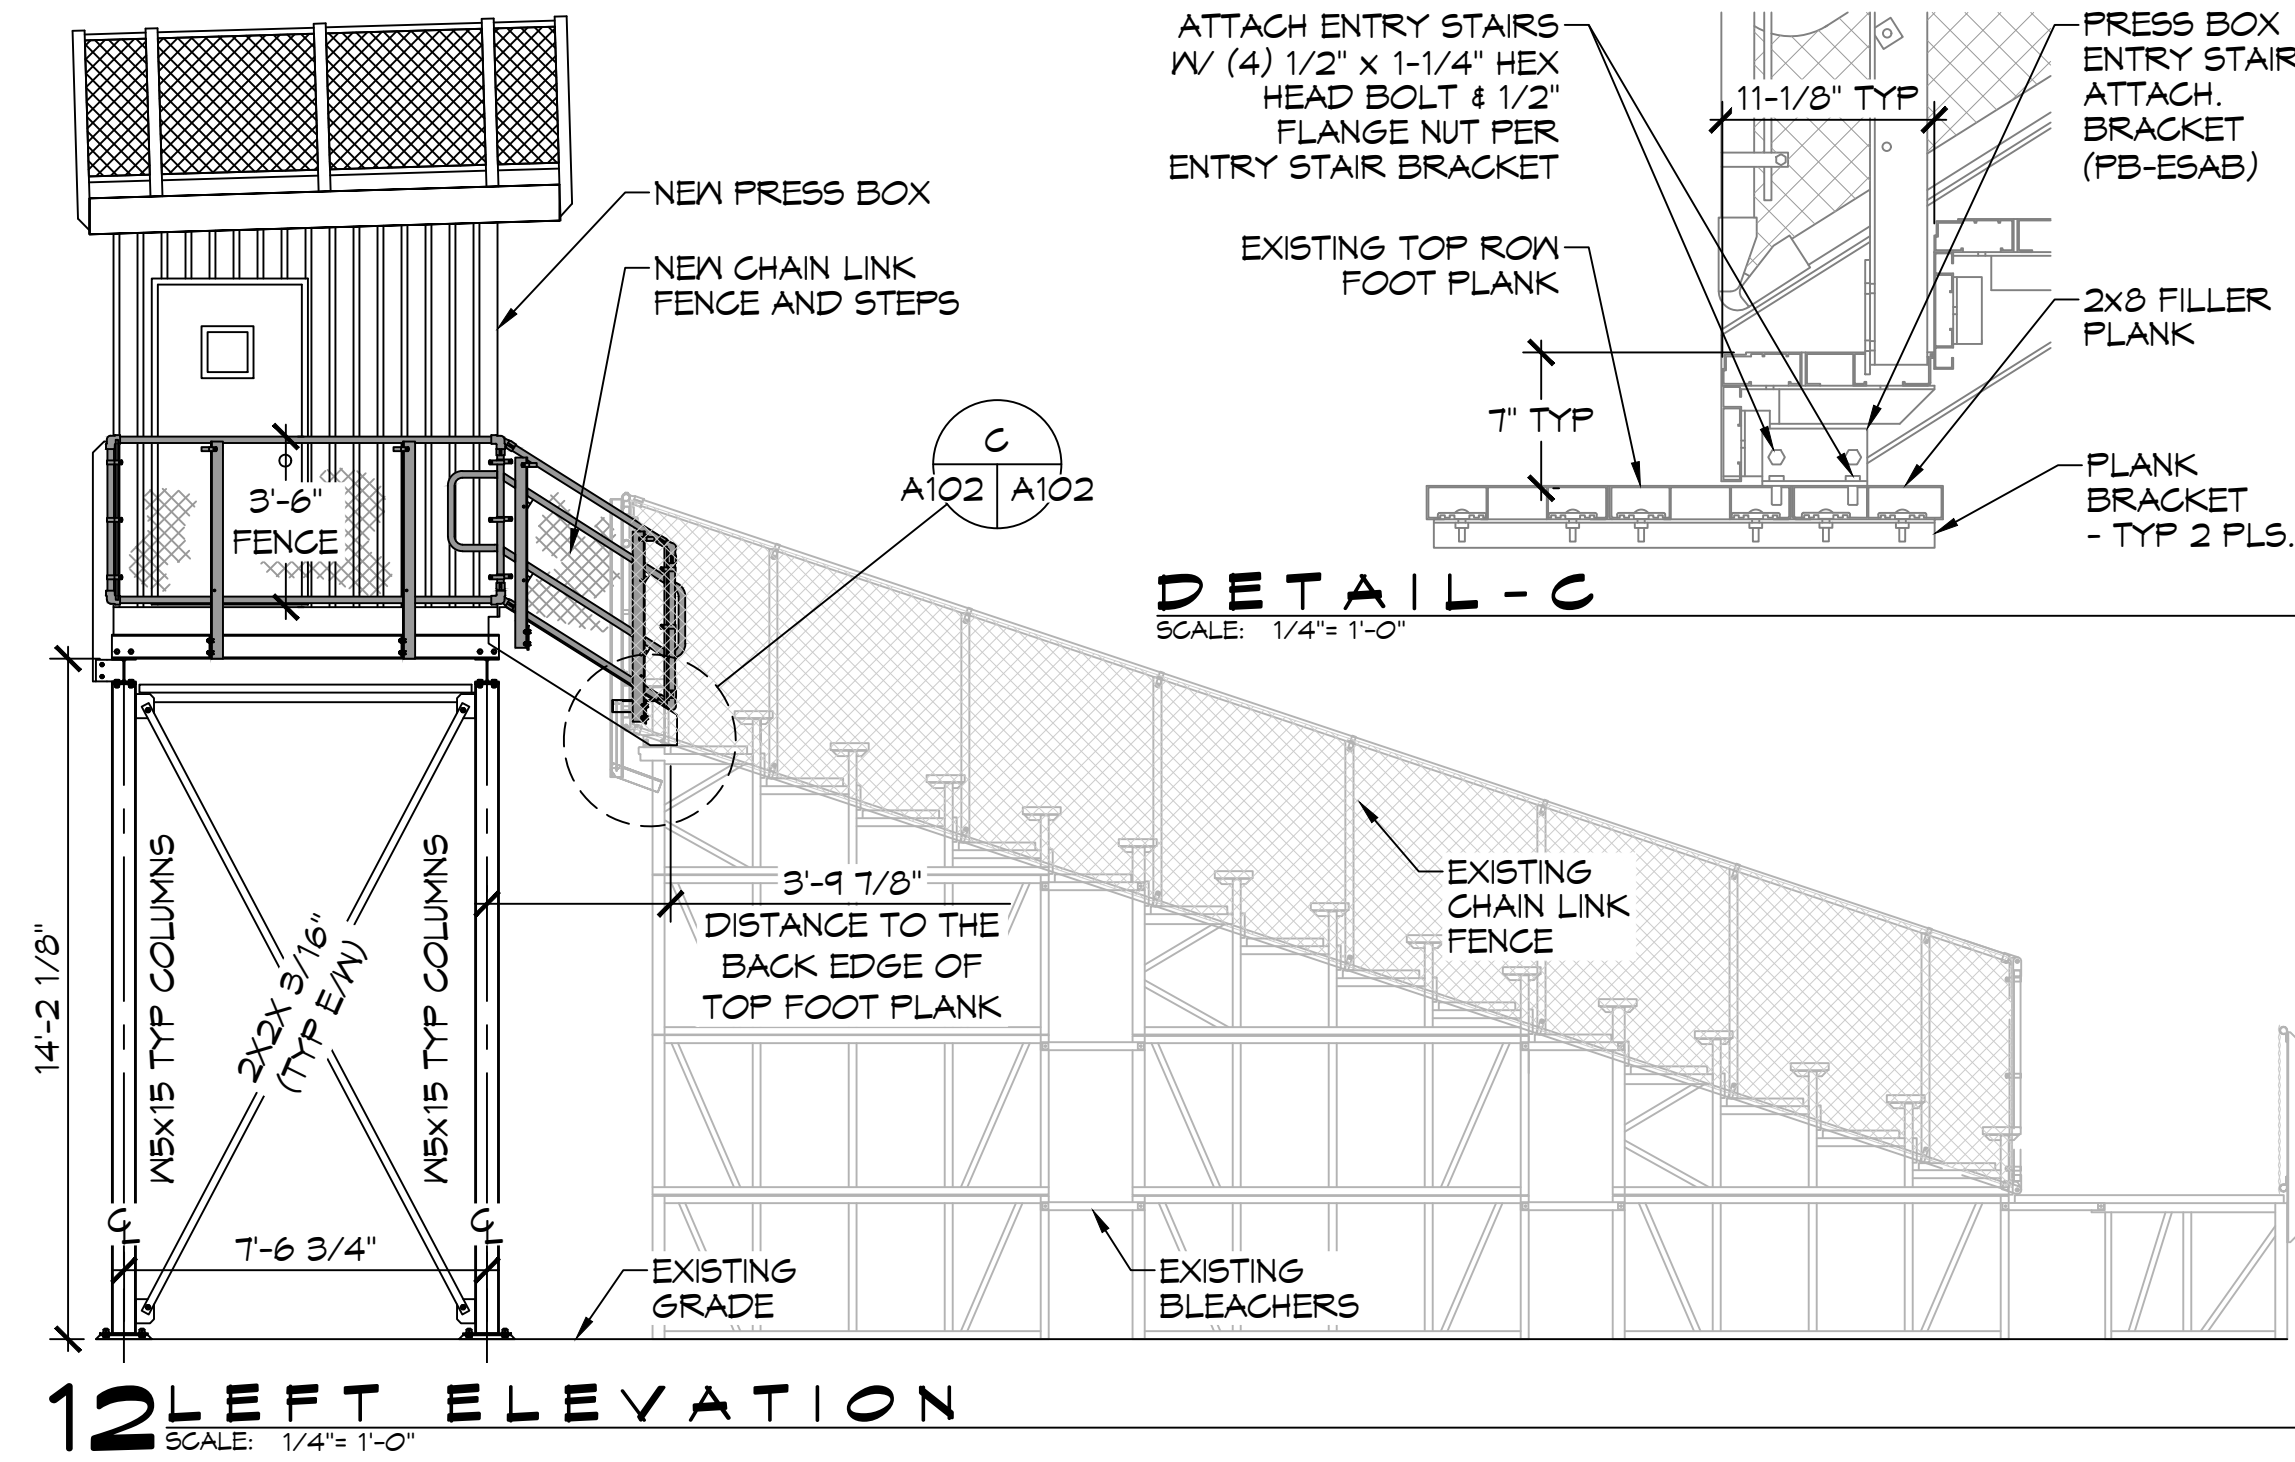 NEW PRESS BOX
NEW CHAIN LINK
FENCE AND STEPS
3'-6"
FENCE
C
A102 A102
14'-2 1/8"
W5x15 TYP COLUMNS
2X2X 3/16"
(TYP E/W)
W5x15 TYP COLUMNS
CL
CL
7'-6 3/4"
3'-9 7/8"
DISTANCE TO THE
BACK EDGE OF
TOP FOOT PLANK
EXISTING
CHAIN LINK
FENCE
EXISTING
GRADE
EXISTING
BLEACHERS
12 LEFT ELEVATION
SCALE: 1/4"= 1'-0"
ATTACH ENTRY STAIRS
W/ (4) 1/2" x 1-1/4" HEX
HEAD BOLT & 1/2"
FLANGE NUT PER
ENTRY STAIR BRACKET
EXISTING TOP ROW
FOOT PLANK
11-1/8" TYP
7" TYP
PRESS BOX
ENTRY STAIR
ATTACH.
BRACKET
(PB-ESAB)
2x8 FILLER
PLANK
PLANK
BRACKET
- TYP 2 PLS.
DETAIL-C
SCALE: 1/4"= 1'-0"